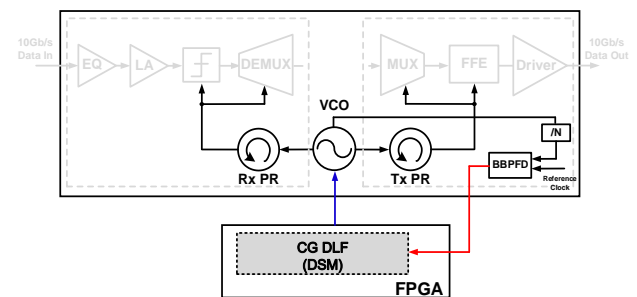 10Gb/s
Data In
EQ
LA
DEMUX
MUX
FFE
Driver
10Gb/s
Data Out
VCO
/N
Rx PR
Tx PR
BBPFD
Reference
Clock
CG DLF
(DSM)
FPGA